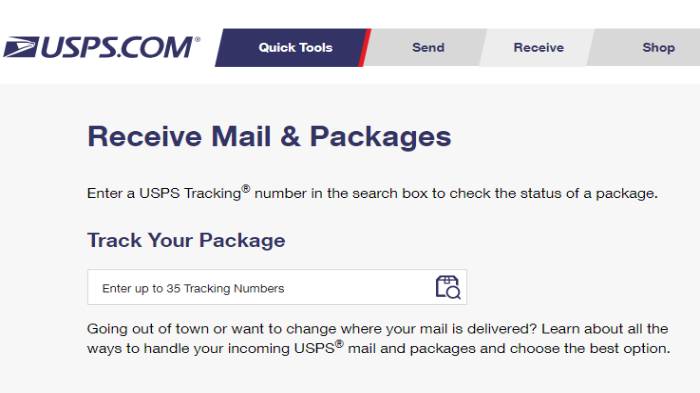 USPS.COM®
Quick Tools
Send
Receive
Shop
Receive Mail & Packages
Enter a USPS Tracking® number in the search box to check the status of a package.
Track Your Package
Enter up to 35 Tracking Numbers
Going out of town or want to change where your mail is delivered? Learn about all the
ways to handle your incoming USPS® mail and packages and choose the best option.